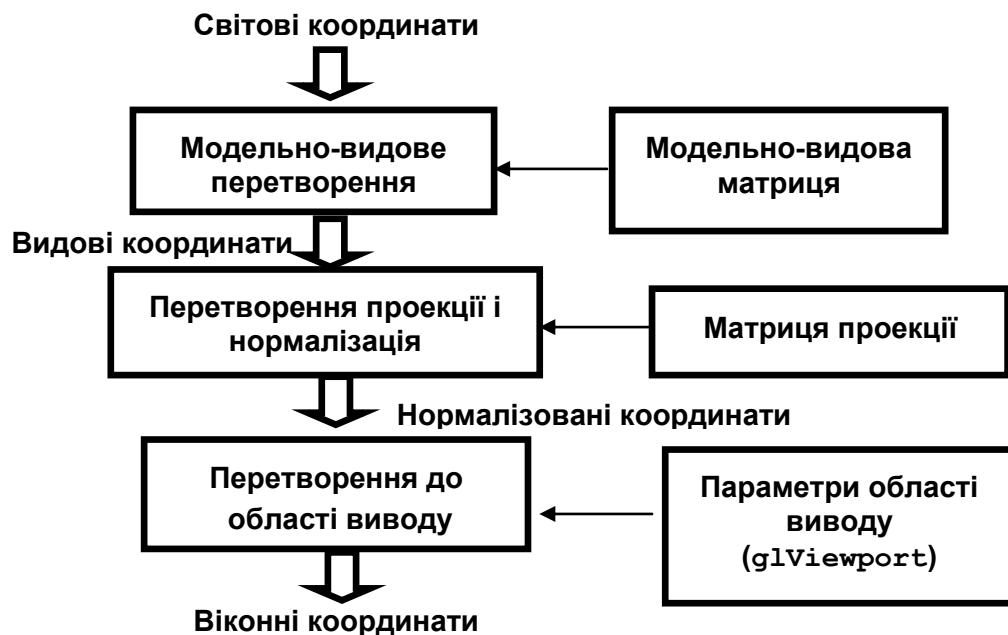 Світові координати
Модельно-видове
перетворення
Модельно-видова
матриця
Видові координати
Перетворення проекції і
нормалізація
Матриця проекції
Нормалізовані координати
Перетворення до
області виводу
Параметри області
виводу
(glViewport)
Віконні координати